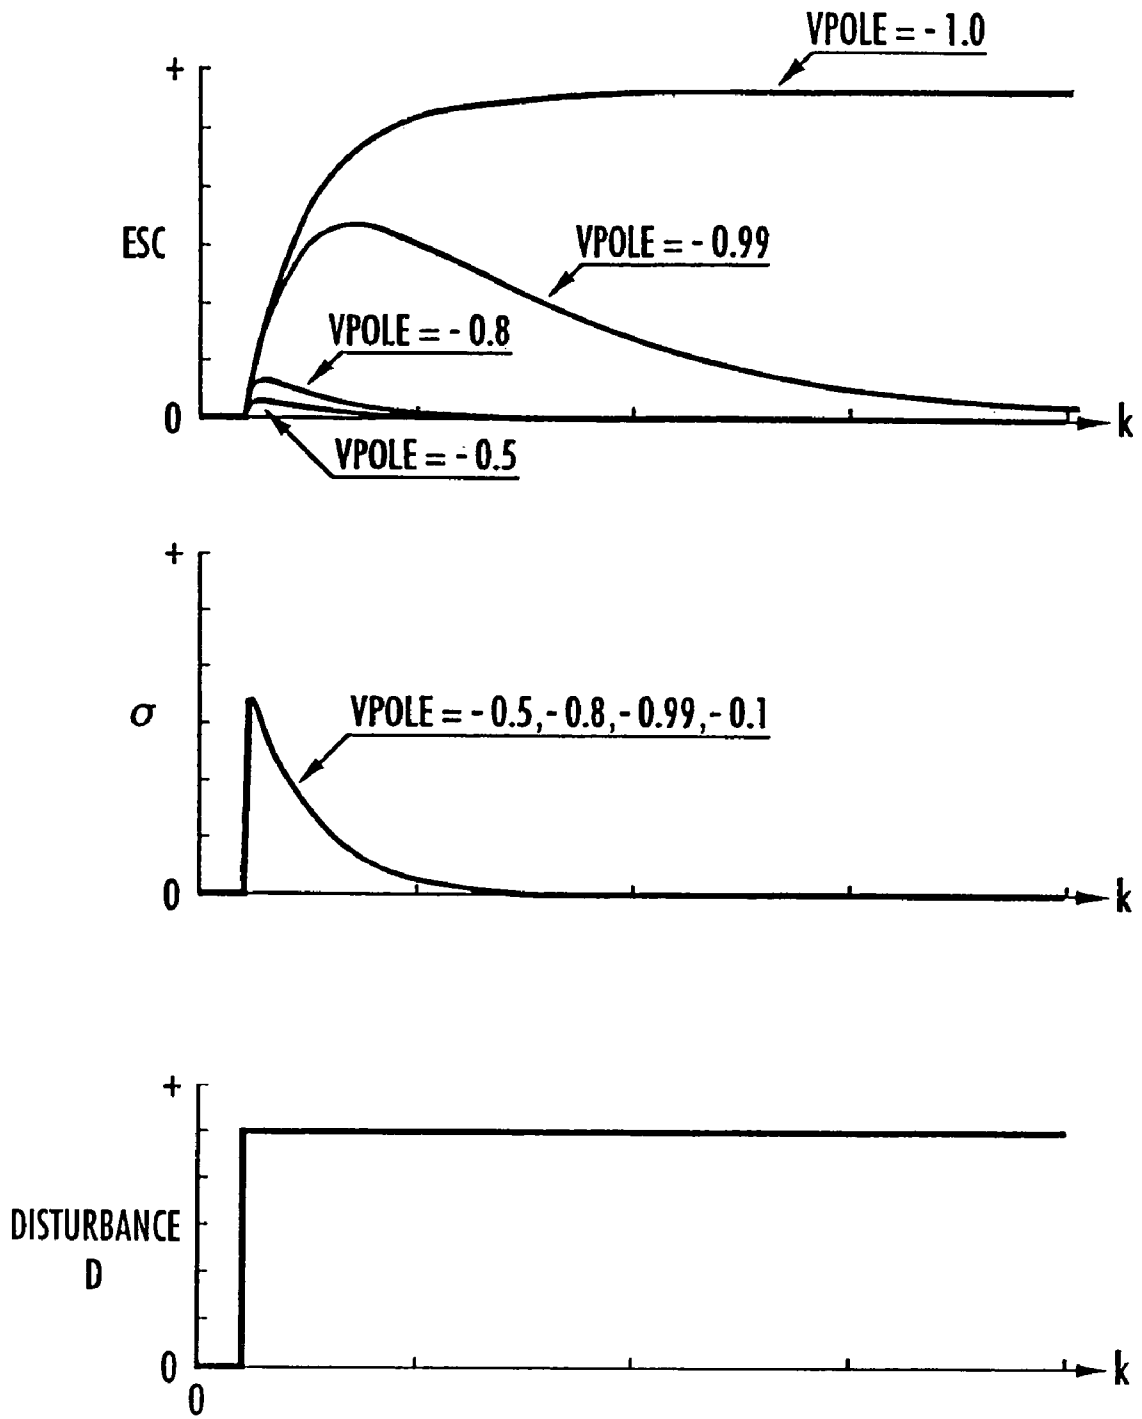 VPOLE = - 1.0
+
ESC
VPOLE = - 0.99
VPOLE = - 0.8
0
k
VPOLE = - 0.5
+
σ
VPOLE = - 0.5, - 0.8, - 0.99, - 0.1
0
k
+
DISTURBANCE
D
0
k
0